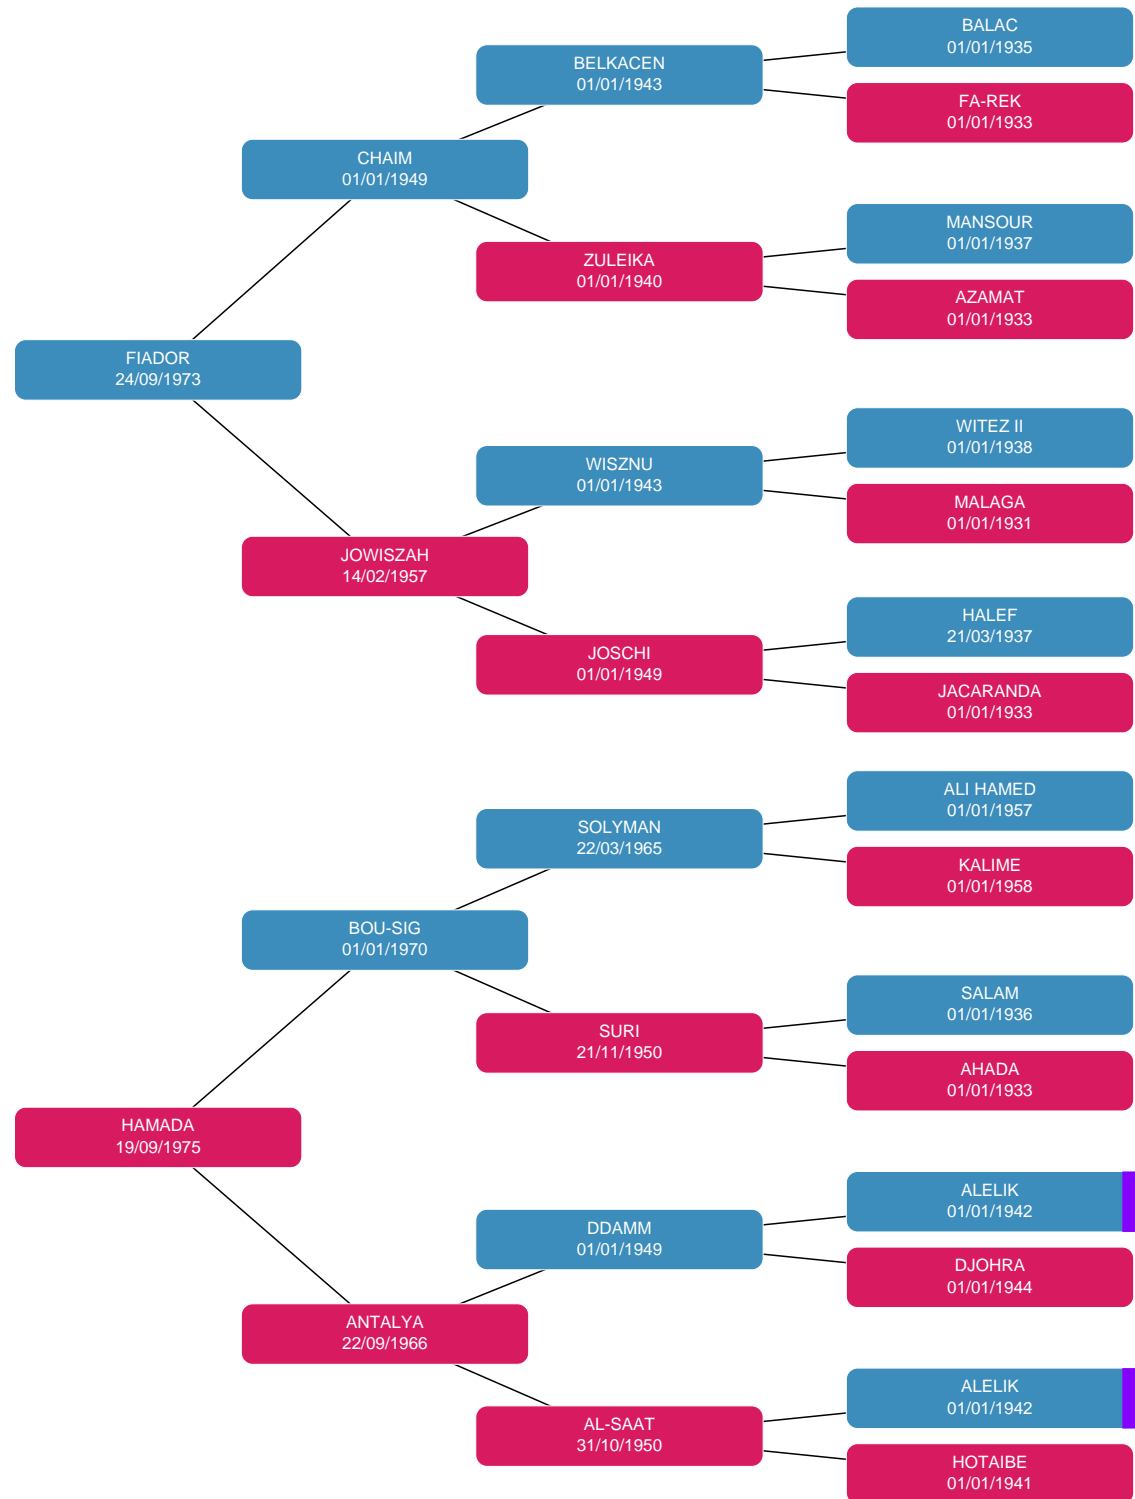 BALAC
01/01/1935
BELKACEN
01/01/1943
FA-REK
01/01/1933
CHAIM
01/01/1949
MANSOUR
01/01/1937
ZULEIKA
01/01/1940
AZAMAT
01/01/1933
FIADOR
24/09/1973
WITEZ II
01/01/1938
WISZNU
01/01/1943
MALAGA
01/01/1931
JOWISZAH
14/02/1957
HALEF
21/03/1937
JOSCHI
01/01/1949
JACARANDA
01/01/1933
ALI HAMED
01/01/1957
SOLYMAN
22/03/1965
KALIME
01/01/1958
BOU-SIG
01/01/1970
SALAM
01/01/1936
SURI
21/11/1950
AHADA
01/01/1933
HAMADA
19/09/1975
ALELIK
01/01/1942
DDAMM
01/01/1949
DJOHRA
01/01/1944
ANTALYA
22/09/1966
ALELIK
01/01/1942
AL-SAAT
31/10/1950
HOTAIBE
01/01/1941